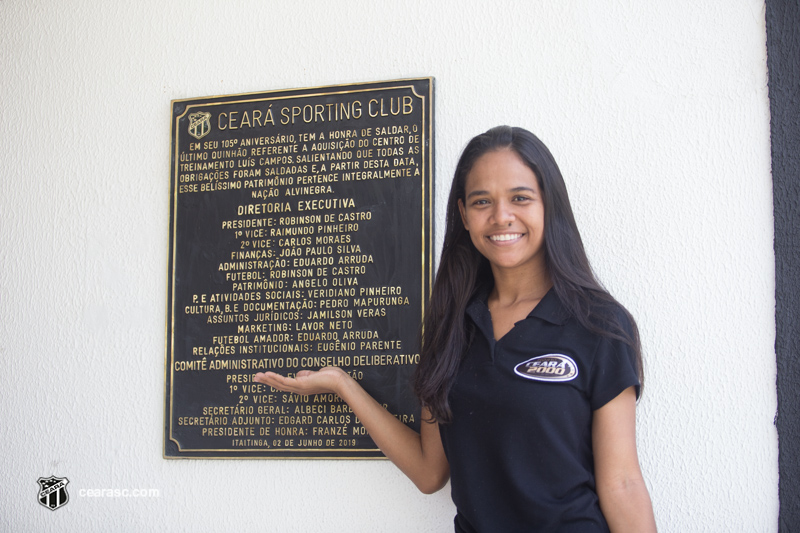 CEARÁ SPORTING CLUB
EM SEU 105º ANIVERSÁRIO, TEM A HONRA DE SALDAR, O
ÚLTIMO QUINHÃO REFERENTE A AQUISIÇÃO DO CENTRO DE
TREINAMENTO LUIS CAMPOS, SALIENTANDO QUE TODAS AS
OBRIGAÇÕES FORAM SALDADAS E, A PARTIR DESTA DATA,
ESSE BELÍSSIMO PATRIMÔNIO PERTENCE INTEGRALMENTE À
NAÇÃO ALVINEGRA.
DIRETORIA EXECUTIVA
PRESIDENTE: ROBINSON DE CASTRO
1º VICE: RAIMUNDO PINHEIRO
2º VICE: CARLOS MORAES
FINANÇAS: JOÃO PAULO SILVA
ADMINISTRAÇÃO: EDUARDO ARRUDA
FUTEBOL: ROBINSON DE CASTRO
PATRIMÔNIO: ANGELO OLIVA
P. E ATIVIDADES SOCIAIS: VERIDIANO PINHEIRO
CULTURA, B. E DOCUMENTAÇÃO: PEDRO MAPURUNGA
ASSUNTOS JURÍDICOS: JAMILSON VERAS
MARKETING: LAVOR NETO
FUTEBOL AMADOR: EDUARDO ARRUDA
RELAÇÕES INSTITUCIONAIS: EUGÊNIO PARENTE
COMITÊ ADMINISTRATIVO DO CONSELHO DELIBERATIVO
1º VICE:
2º VICE: SÁVIO
SECRETÁRIO GERAL: ALBECI
SECRETÁRIO ADJUNTO: EDGARD CARLOS
PRESIDENTE DE HONRA: FRANZÉ
ITAITINGA, 02 DE JUNHO DE 2019
CEARÁ
2000
CEARÁ
cearasc.com